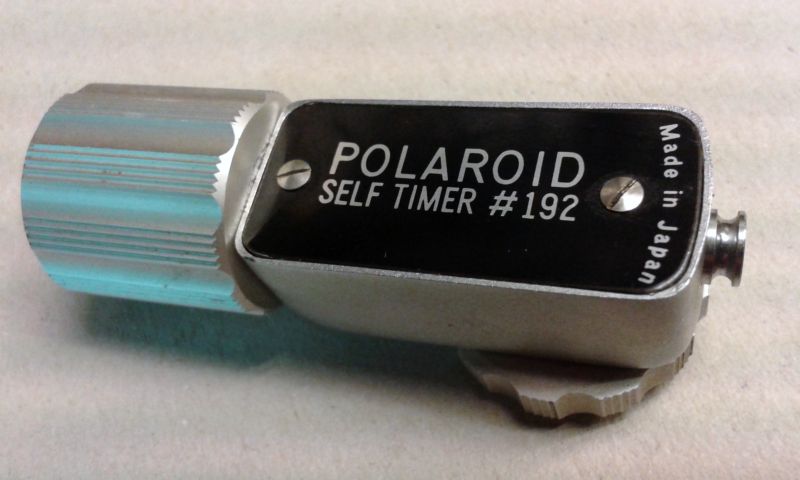 POLAROID
SELF TIMER #192
Made in Japan